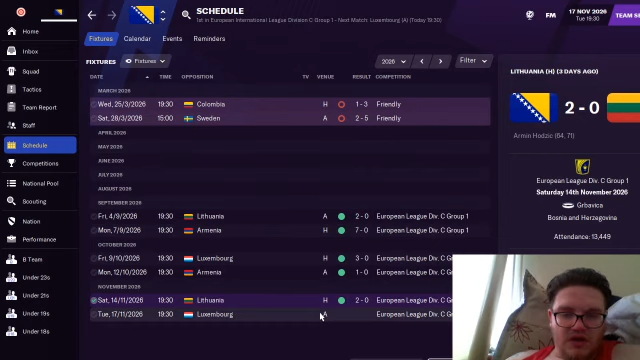 SCHEDULE
1st in European International League Division C Group 1 - Next Match: Luxembourg (A) (Today 19:30)
FM
17 NOV 2026
Tue 19:30
TEAM SE
Home
Inbox
Squad
Tactics
Team Report
Staff
Schedule
Competitions
National Pool
Scouting
Nation
Performance
B Team
Under 23s
Under 21s
Under 19s
Under 18s
Fixtures Calendar Events Reminders
FIXTURES Fixtures 2026 Filter
DATE TIME OPPOSITION TV VENUE RESULT COMPETITION
MARCH 2026
Wed, 25/3/2026 19:30 Colombia H 1 - 3 Friendly
Sat, 28/3/2026 15:00 Sweden A 2 - 5 Friendly
APRIL 2026
MAY 2026
JUNE 2026
JULY 2026
AUGUST 2026
SEPTEMBER 2026
Fri, 4/9/2026 19:30 Lithuania A 2 - 0 European League Div. C Group 1
Mon, 7/9/2026 19:30 Armenia H 7 - 0 European League Div. C Group 1
OCTOBER 2026
Fri, 9/10/2026 19:30 Luxembourg H 3 - 0 European League Div. C G
Mon, 12/10/2026 19:30 Armenia A 1 - 0 European League Div. C G
NOVEMBER 2026
Sat, 14/11/2026 19:30 Lithuania H 2 - 0 European League Div. C G
Tue, 17/11/2026 19:30 Luxembourg A European League Div. C G
LITHUANIA (H) (3 DAYS AGO)
2 - 0
Armin Hodzic (64, 71)
European League Div. C Group 1
Saturday 14th November 2026
Grbavica
Bosnia and Herzegovina
Attendance: 13,449